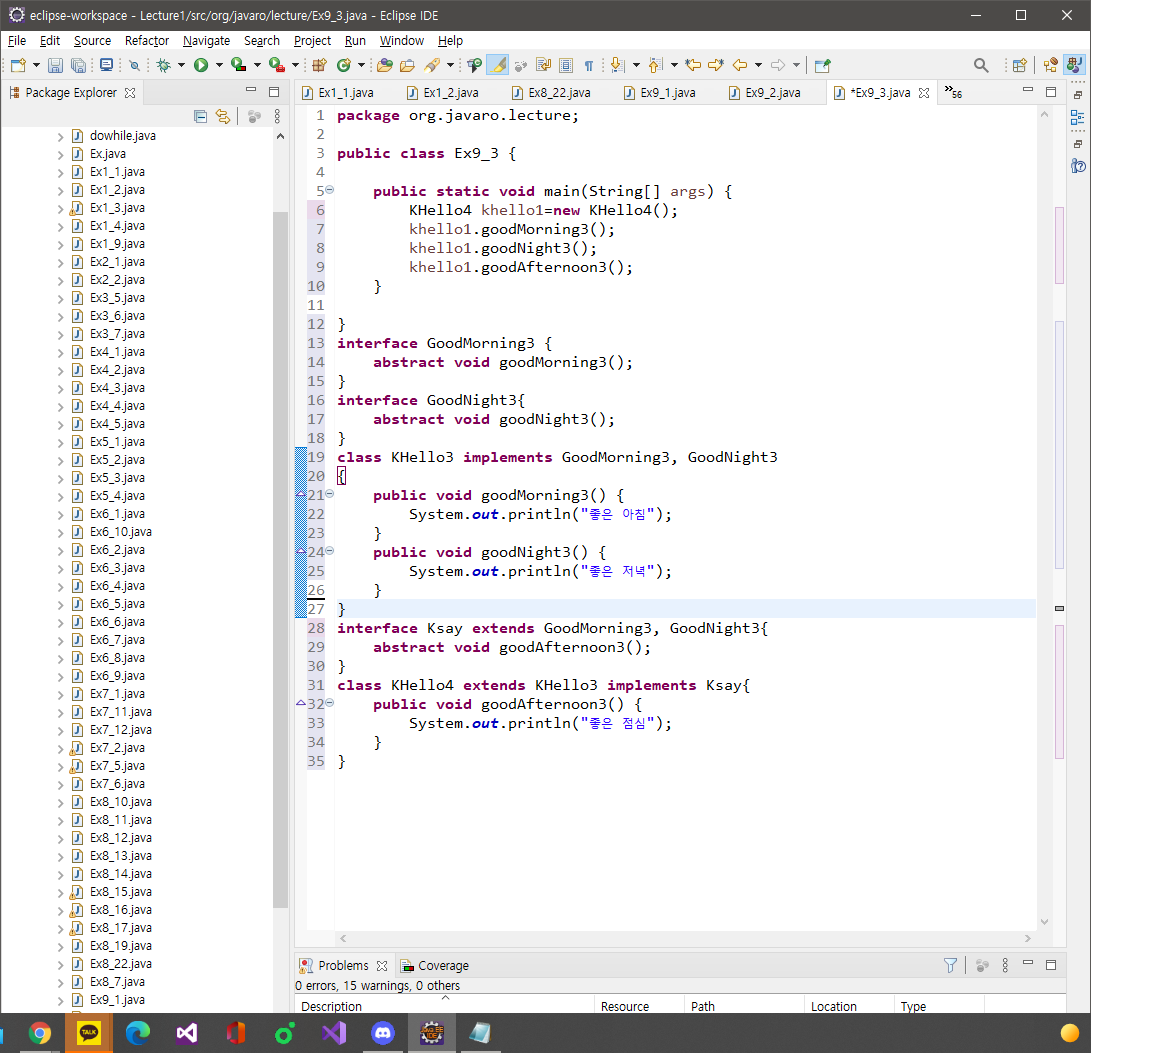 eclipse-workspace - Lecture1/src/org/javaro/lecture/Ex9_3.java - Eclipse IDE
File Edit Source Refactor Navigate Search Project Run Window Help
Package Explorer
dowhile.java
Ex.java
Ex1_1.java
Ex1_2.java
Ex1_3.java
Ex1_4.java
Ex1_9.java
Ex2_1.java
Ex2_2.java
Ex3_5.java
Ex3_6.java
Ex3_7.java
Ex4_1.java
Ex4_2.java
Ex4_3.java
Ex4_4.java
Ex4_5.java
Ex5_1.java
Ex5_2.java
Ex5_3.java
Ex5_4.java
Ex6_1.java
Ex6_10.java
Ex6_2.java
Ex6_3.java
Ex6_4.java
Ex6_5.java
Ex6_6.java
Ex6_7.java
Ex6_8.java
Ex6_9.java
Ex7_1.java
Ex7_11.java
Ex7_12.java
Ex7_2.java
Ex7_5.java
Ex7_6.java
Ex8_10.java
Ex8_11.java
Ex8_12.java
Ex8_13.java
Ex8_14.java
Ex8_15.java
Ex8_16.java
Ex8_17.java
Ex8_19.java
Ex8_22.java
Ex8_7.java
Ex9_1.java
Ex1_1.java Ex1_2.java Ex8_22.java Ex9_1.java Ex9_2.java *Ex9_3.java »56
1 package org.javaro.lecture;
2
3 public class Ex9_3 {
4
5 public static void main(String[] args) {
6 KHello4 khello1=new KHello4();
7 khello1.goodMorning3();
8 khello1.goodNight3();
9 khello1.goodAfternoon3();
10 }
11
12 }
13 interface GoodMorning3 {
14 abstract void goodMorning3();
15 }
16 interface GoodNight3{
17 abstract void goodNight3();
18 }
19 class KHello3 implements GoodMorning3, GoodNight3
20 {
21 public void goodMorning3() {
22 System.out.println("좋은 아침");
23 }
24 public void goodNight3() {
25 System.out.println("좋은 저녁");
26 }
27 }
28 interface Ksay extends GoodMorning3, GoodNight3{
29 abstract void goodAfternoon3();
30 }
31 class KHello4 extends KHello3 implements Ksay{
32 public void goodAfternoon3() {
33 System.out.println("좋은 점심");
34 }
35 }
Problems Coverage
0 errors, 15 warnings, 0 others
Description Resource Path Location Type
TALK
JAVA EE
IDE